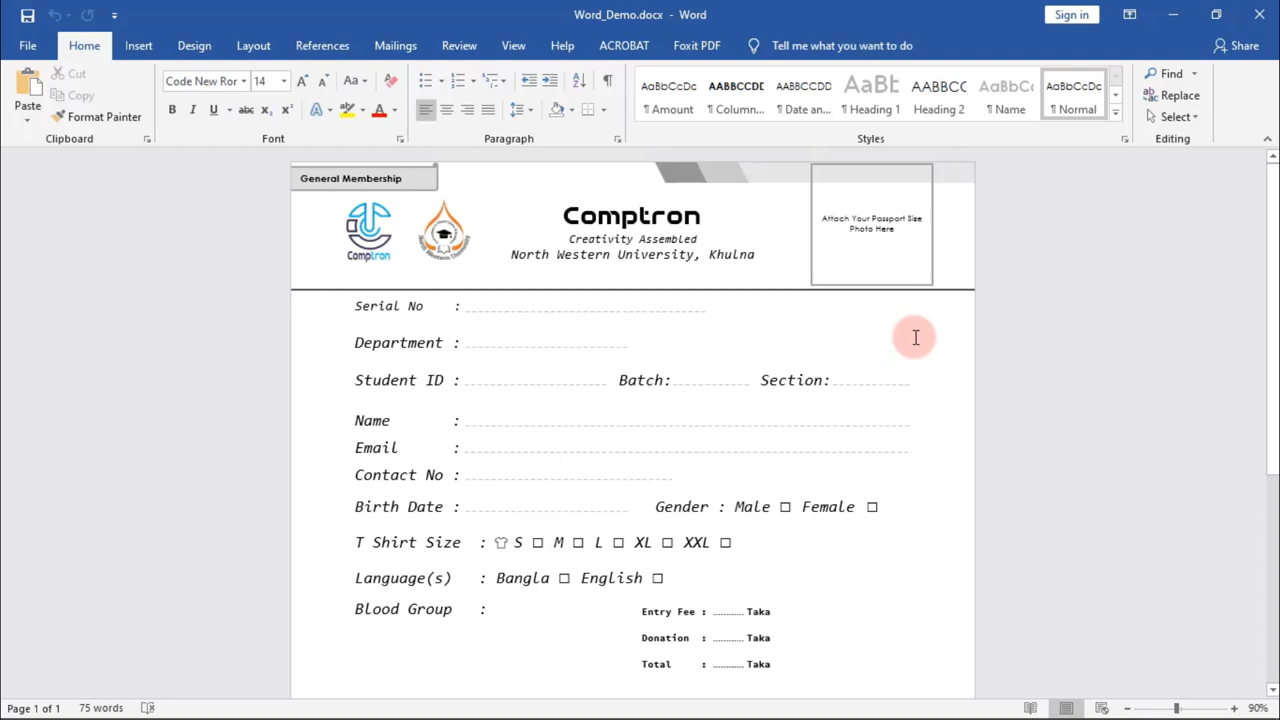 Word_Demo.docx - Word
Sign in
File Home Insert Design Layout References Mailings Review View Help ACROBAT Foxit PDF Tell me what you want to do Share
Paste
Cut
Copy
Format Painter
Clipboard
Code New Ror 14
Font
Paragraph
AaBbCcDc AABBCCC AABBCCDD AaBb AABBCC AaBbCc AaBbCcDc
¶ Amount ¶ Column... ¶ Date an... ¶ Heading 1 Heading 2 ¶ Name ¶ Normal
Styles
Find
Replace
Select
Editing
General Membership
Comptron
Comptron
Creativity Assembled
North Western University, Khulna
Attach Your Passport Size
Photo Here
Serial No :
Department :
Student ID : Batch: Section:
Name :
Email :
Contact No :
Birth Date : Gender : Male ☐ Female ☐
T Shirt Size : S ☐ M ☐ L ☐ XL ☐ XXL ☐
Language(s) : Bangla ☐ English ☐
Blood Group :
Entry Fee : ............ Taka
Donation : ............ Taka
Total : ............ Taka
Page 1 of 1 75 words 90%